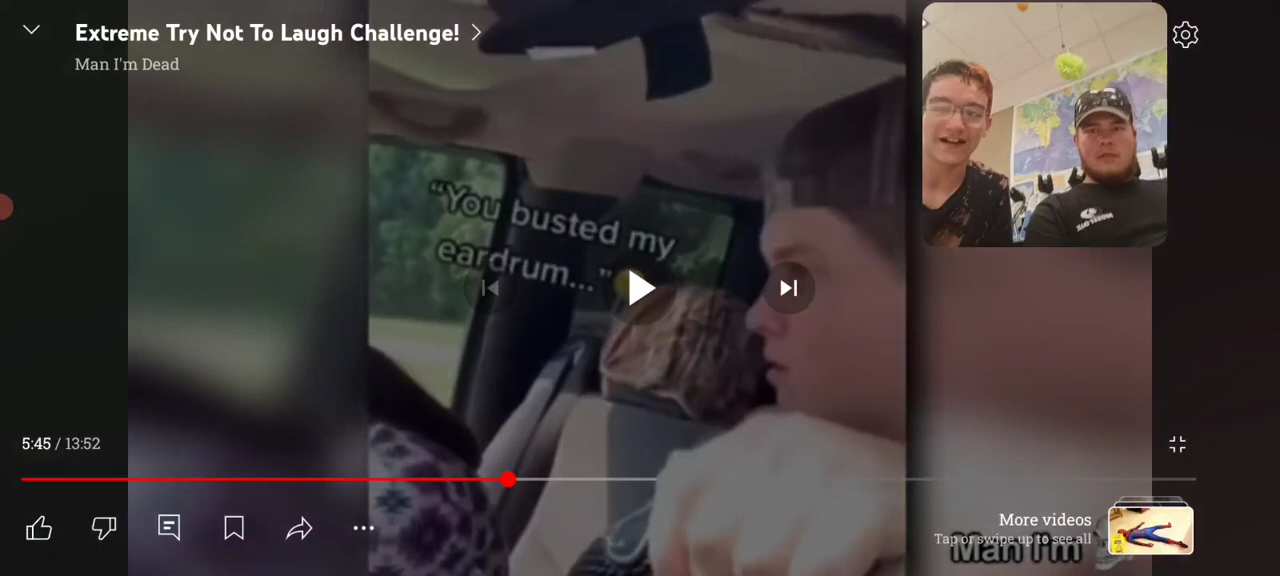 Extreme Try Not To Laugh Challenge!
Man I'm Dead
"You busted my
eardrum..."
5:45 / 13:52
More videos
Tap or swipe up to see all
Man I'm